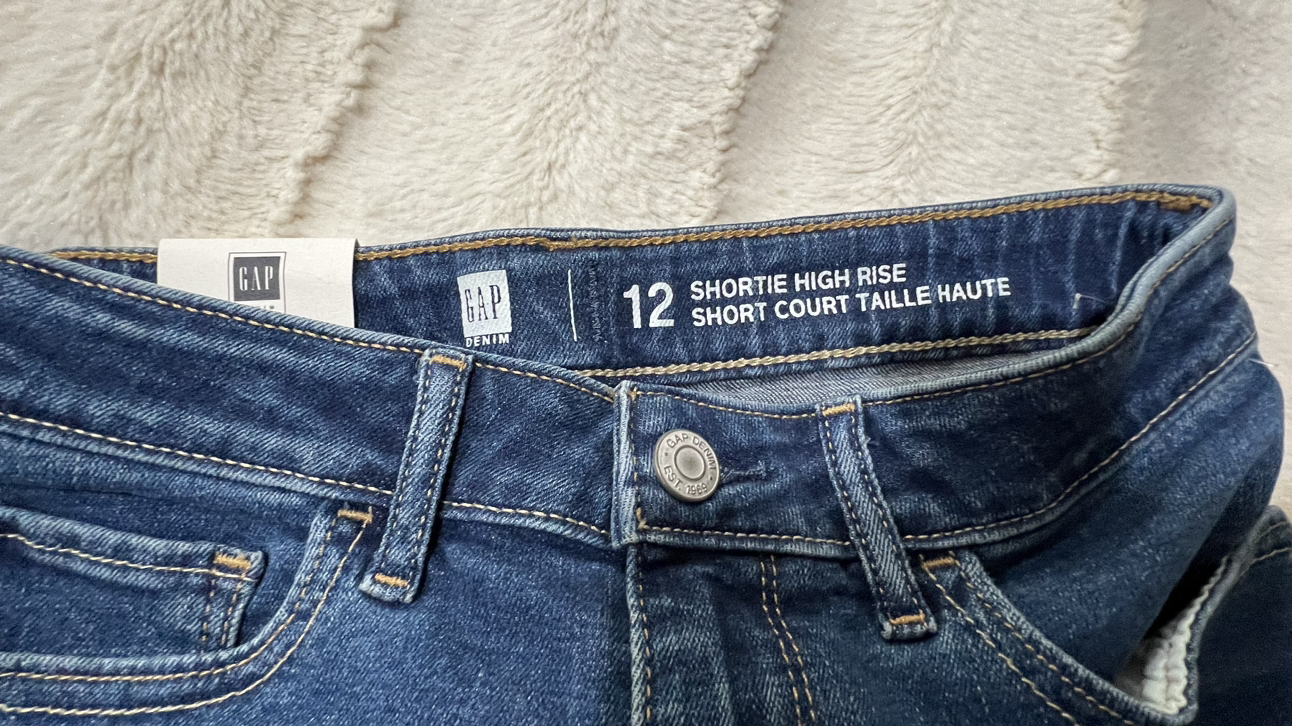 GAP
GAP
DENIM
12
SHORTIE HIGH RISE
SHORT COURT TAILLE HAUTE
GAP DENIM
EST. 1969